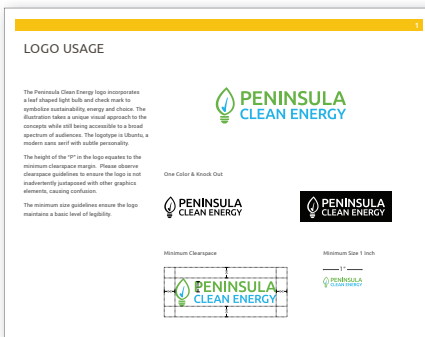 1
LOGO USAGE
The Peninsula Clean Energy logo incorporates
a leaf shaped light bulb and check mark to
symbolize sustainability, energy and choice. The
illustration takes a unique visual approach to the
concepts while still being accessible to a broad
spectrum of audiences. The logotype is Ubuntu, a
modern sans serif with subtle personality.
The height of the "P" in the logo equates to the
minimum clearspace margin. Please observe
clearspace guidelines to ensure the logo is not
inadvertently juxtaposed with other graphics
elements, causing confusion.
The minimum size guidelines ensure the logo
maintains a basic level of legibility.
PENINSULA
CLEAN ENERGY
One Color & Knock Out
PENINSULA
CLEAN ENERGY
PENINSULA
CLEAN ENERGY
Minimum Clearspace
PENINSULA
CLEAN ENERGY
Minimum Size 1 Inch
1"
PENINSULA
CLEAN ENERGY